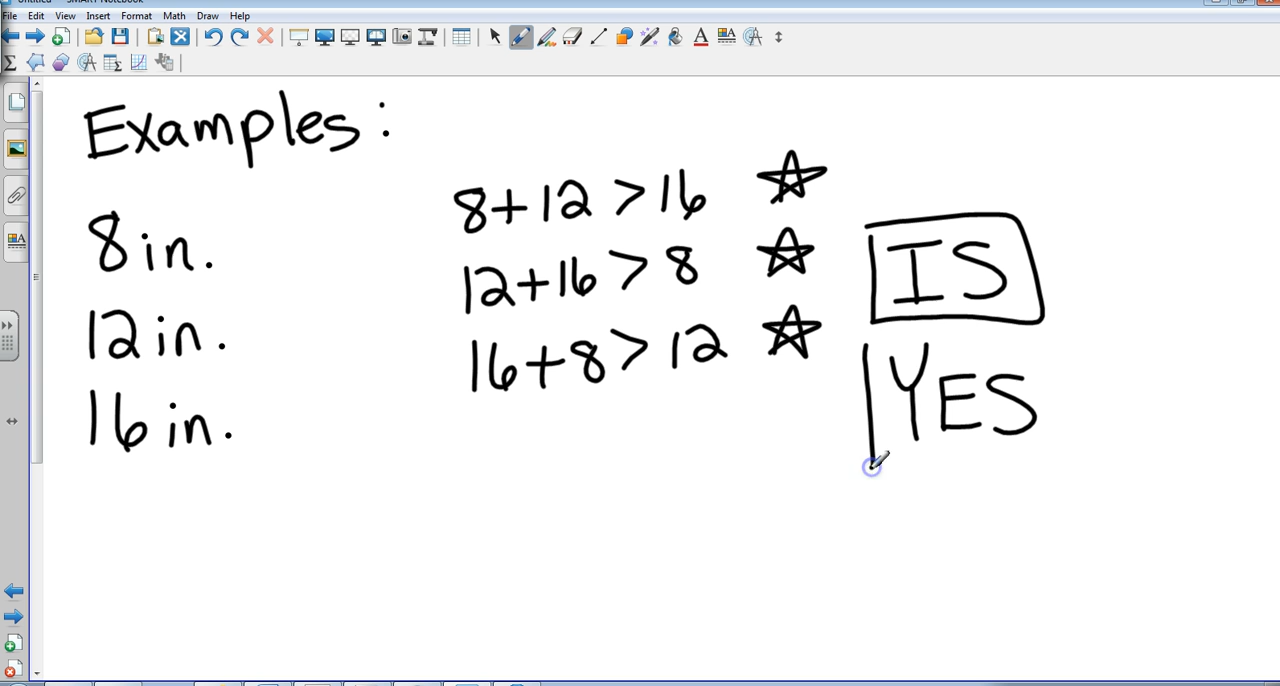 File Edit View Insert Format Math Draw Help
Examples:
8 in.
12 in.
16 in.
8+12 > 16
12+16 > 8
16+8 > 12
IS
YES